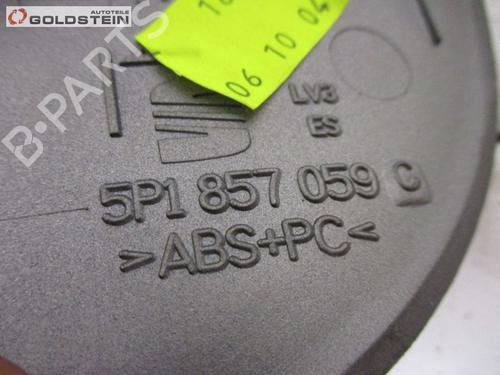 AUTOTEILE
GOLDSTEIN
B-PARTS
06 10 04
LV3
ES
5P1 857 059 C
>ABS+PC<